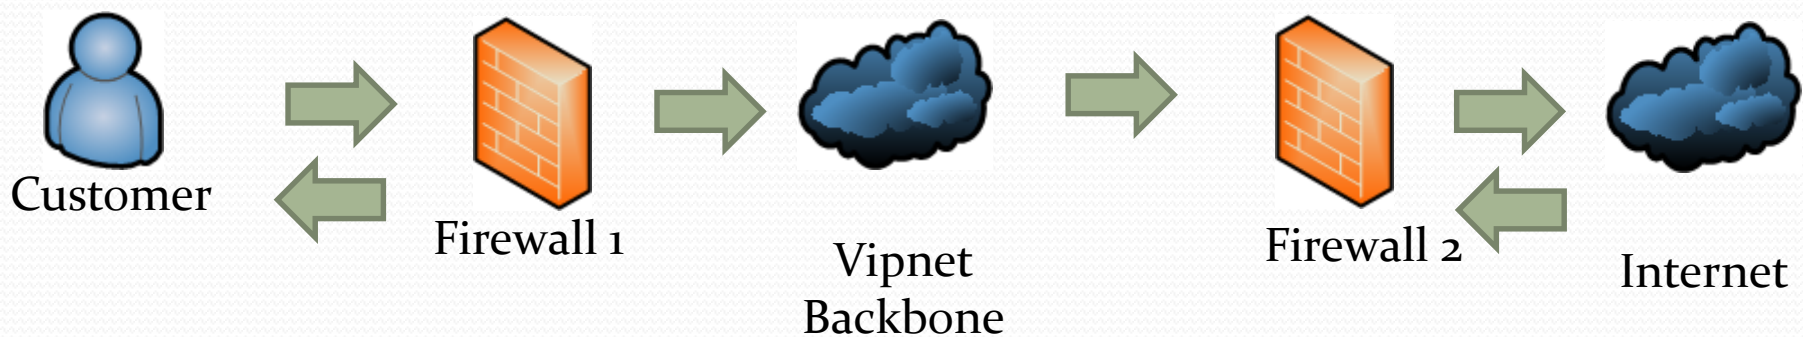 Customer
Firewall 1
Vipnet
Backbone
Firewall 2
Internet